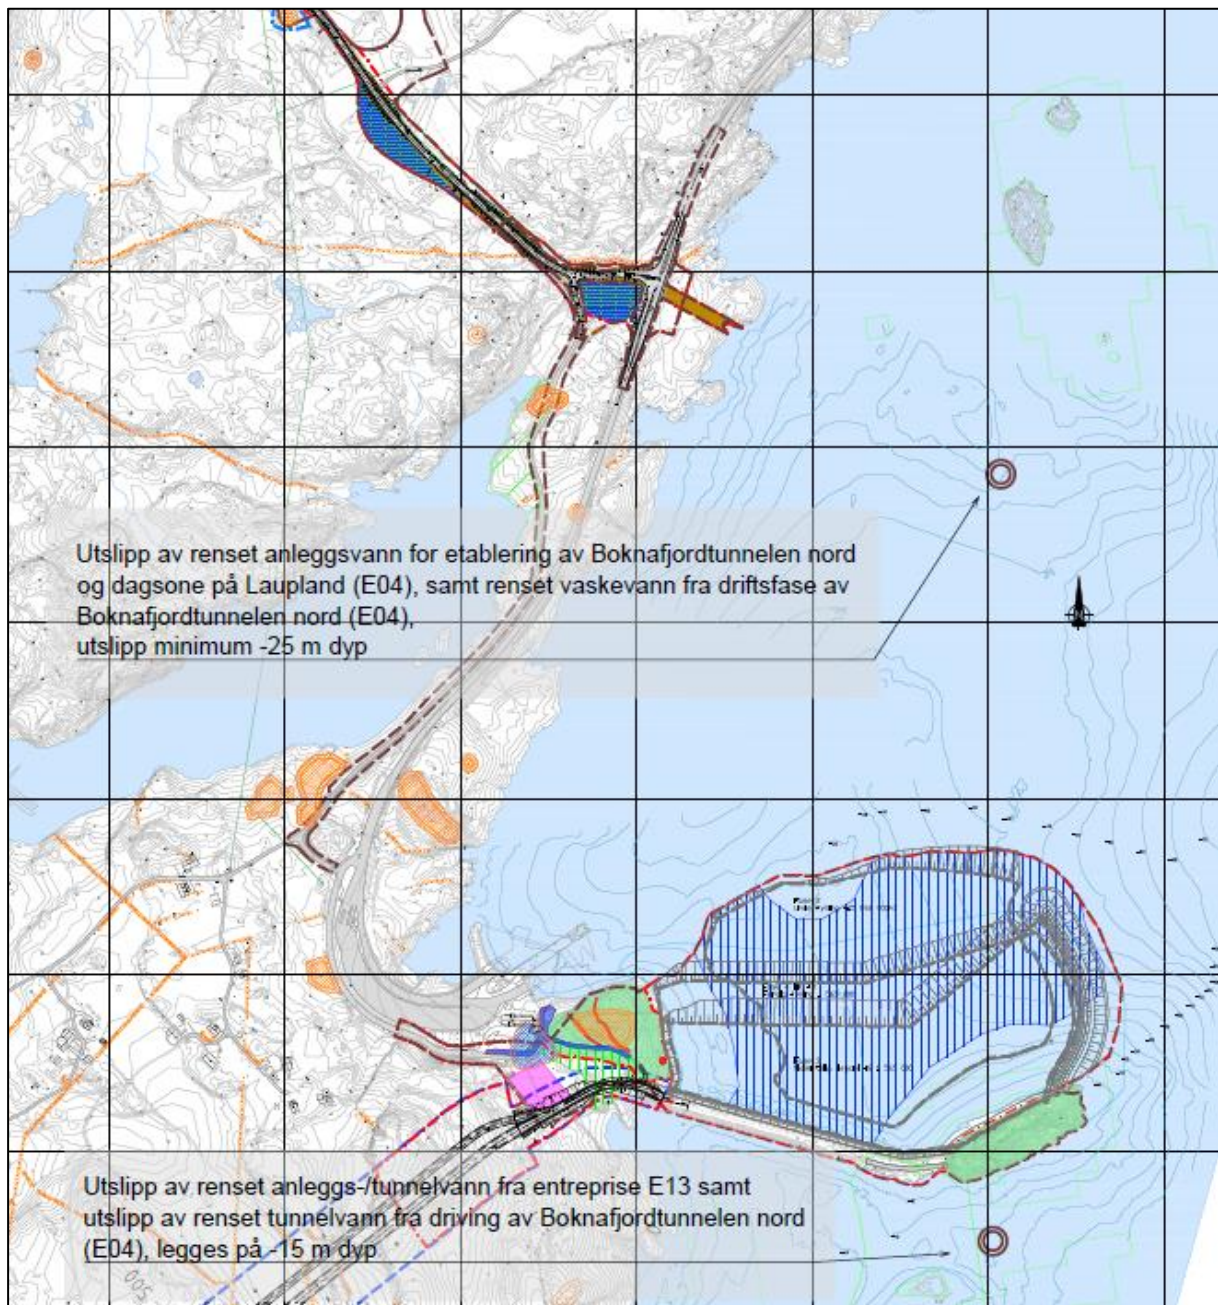 Utslipp av renset anleggsvann for etablering av Boknafjordtunnelen nord
og dagsone på Laupland (E04), samt renset vaskevann fra driftsfase av
Boknafjordtunnelen nord (E04),
utslipp minimum -25 m dyp
Utslipp av renset anleggs-/tunnelvann fra entreprise E13 samt
utslipp av renset tunnelvann fra driving av Boknafjordtunnelen nord
(E04), legges på -15 m dyp
500